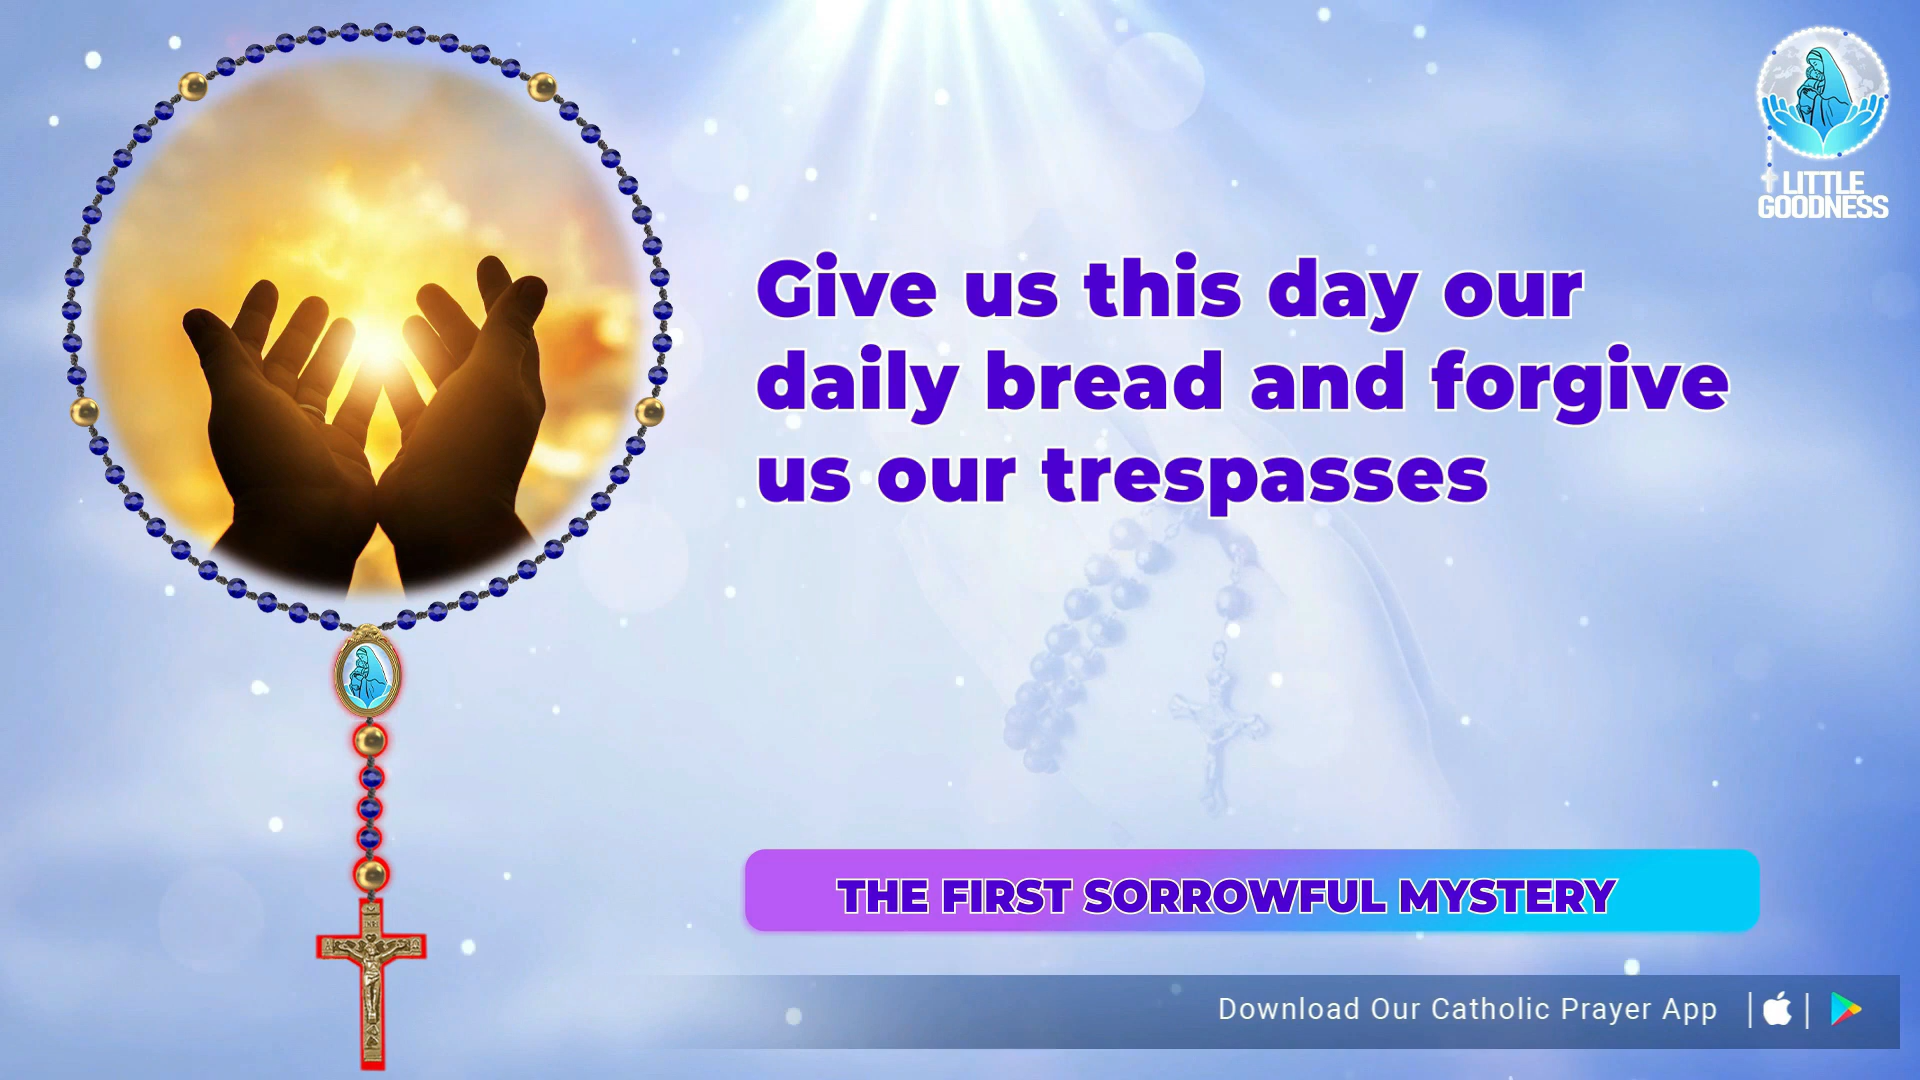 LITTLE
GOODNESS
Give us this day our
daily bread and forgive
us our trespasses
THE FIRST SORROWFUL MYSTERY
Download Our Catholic Prayer App